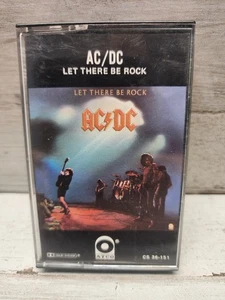 AC/DC
LET THERE BE ROCK
LET THERE BE ROCK
AC⚡DC
ATCO
CS 36-151